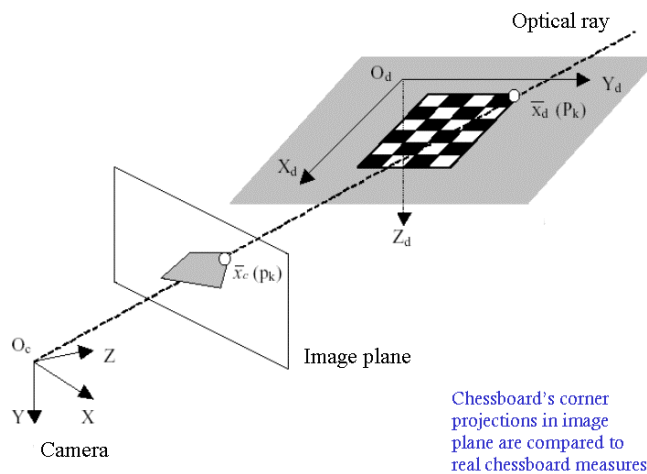 Optical ray
O_d
Y_d
x̅_d (P_k)
X_d
Z_d
x̅_c (p_k)
O_c
Z
Image plane
Y
X
Camera
Chessboard's corner
projections in image
plane are compared to
real chessboard measures